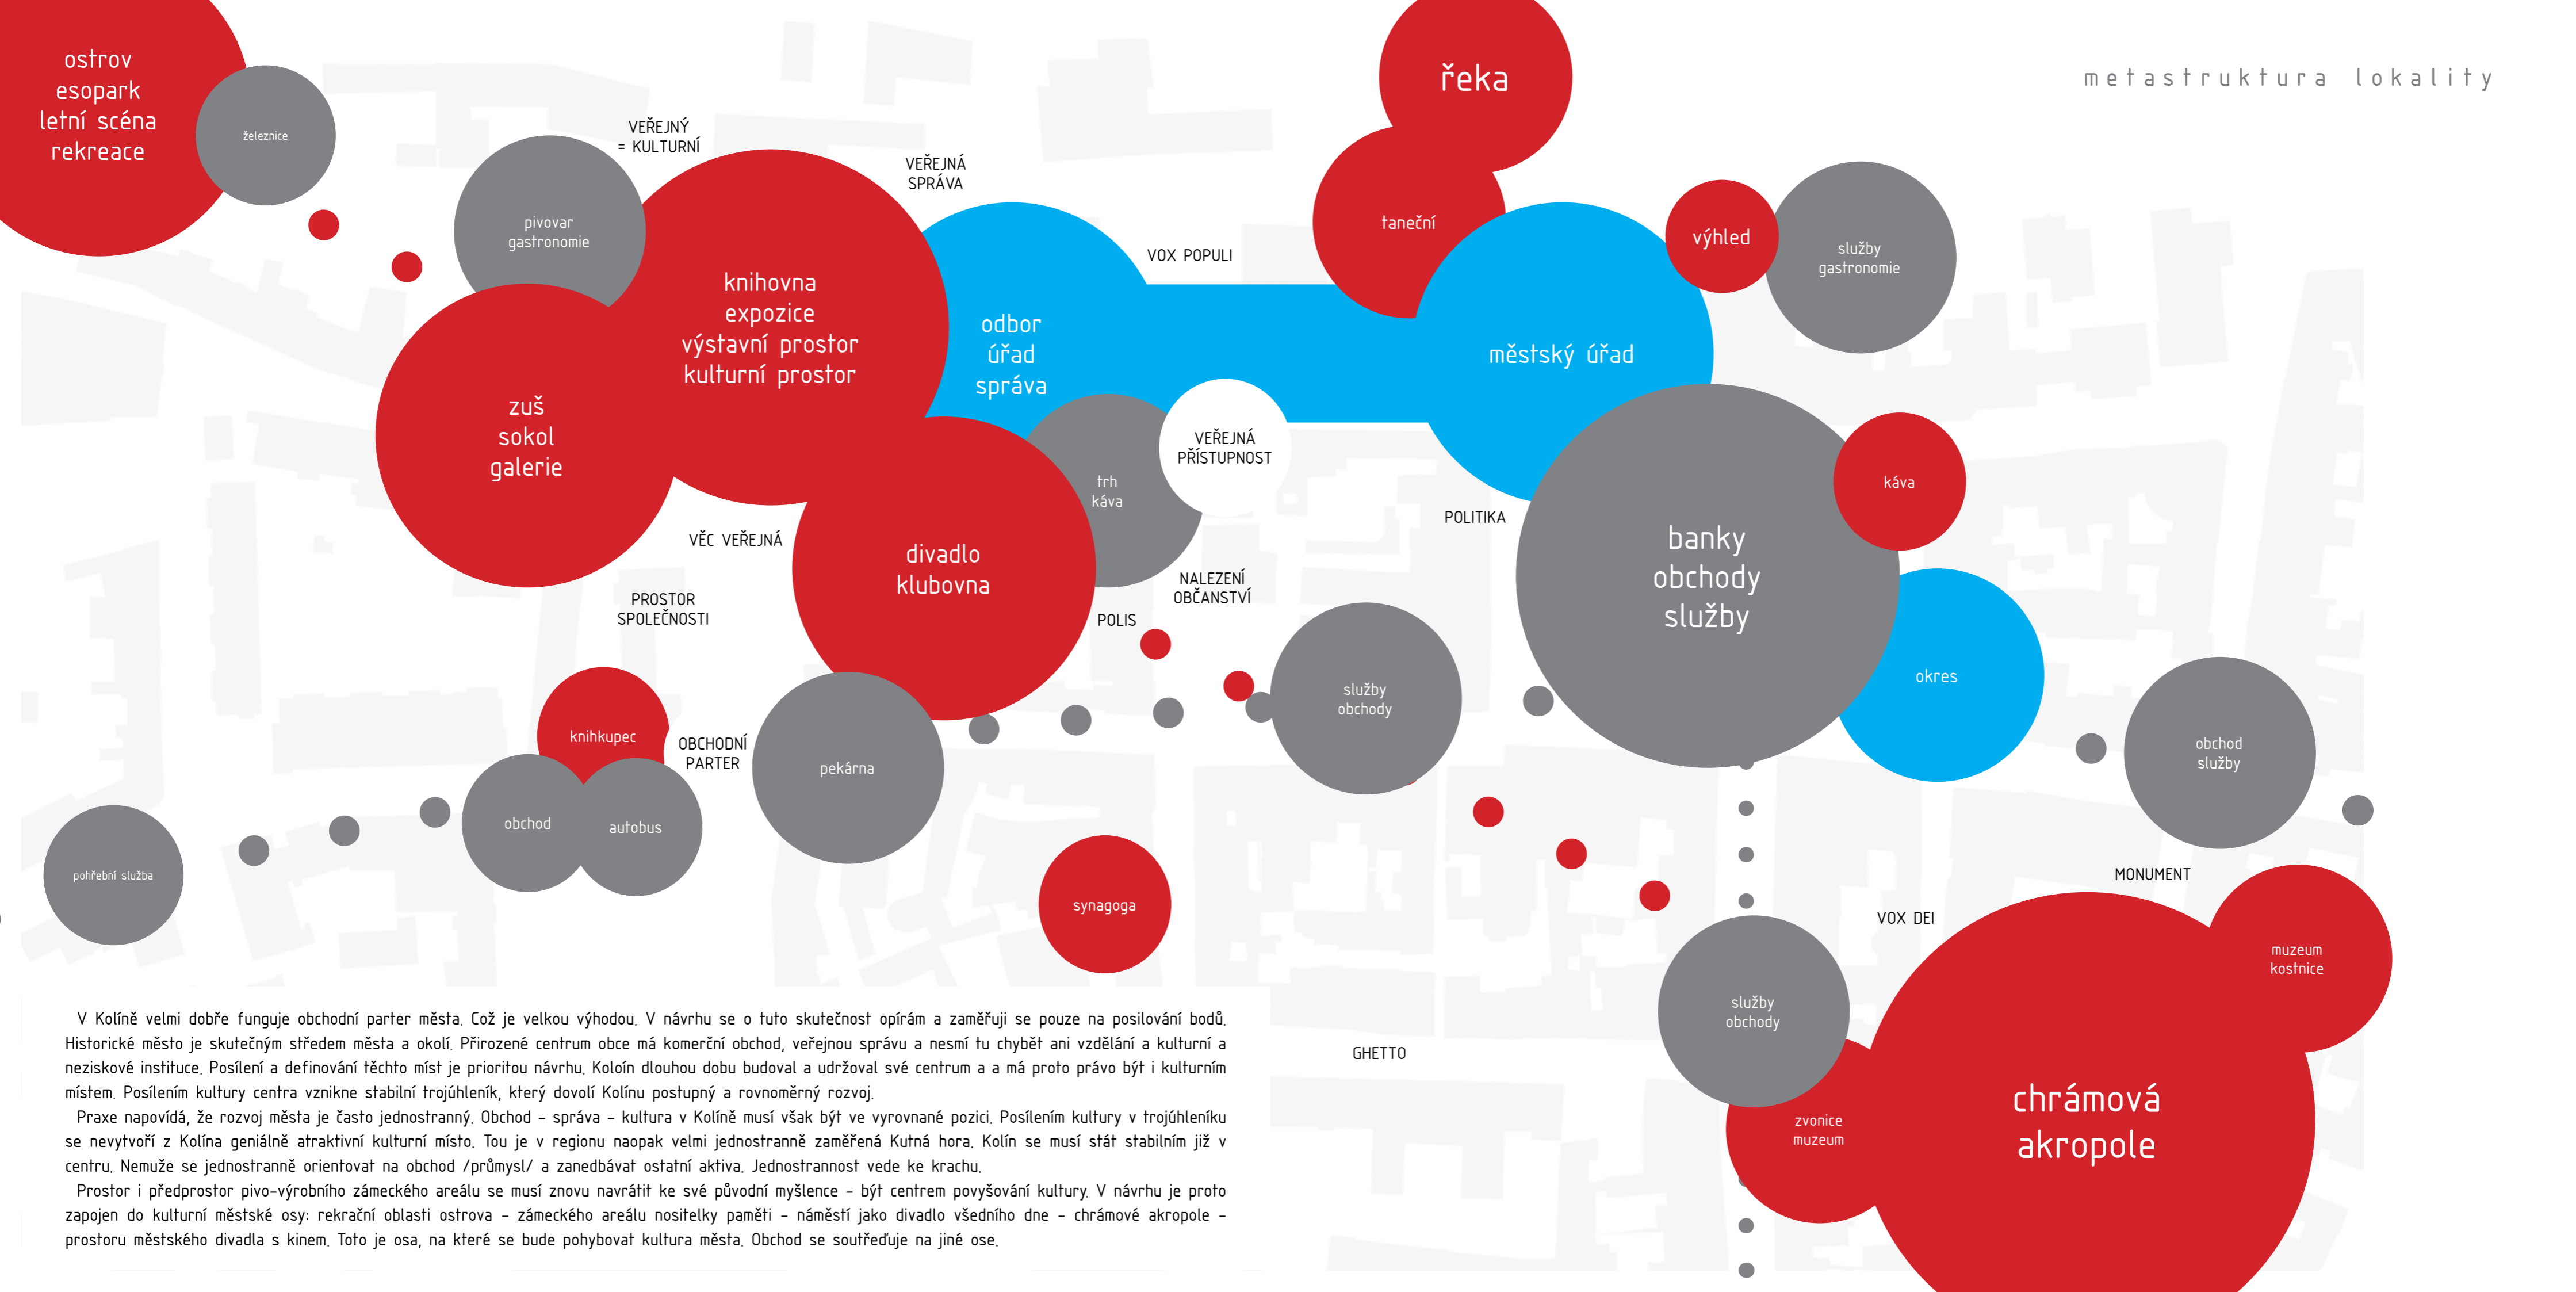 metastruktura lokality
ostrov
esopark
letní scéna
rekreace
železnice
pivovar
gastronomie
VEŘEJNÝ
= KULTURNÍ
VEŘEJNÁ
SPRÁVA
knihovna
expozice
výstavní prostor
kulturní prostor
zuš
sokol
galerie
odbor
úřad
správa
VOX POPULI
řeka
taneční
městský úřad
výhled
služby
gastronomie
trh
káva
VEŘEJNÁ
PŘÍSTUPNOST
POLITIKA
banky
obchody
služby
káva
okres
VĚC VEŘEJNÁ
divadlo
klubovna
NALEZENÍ
OBČANSTVÍ
PROSTOR
SPOLEČNOSTI
POLIS
služby
obchody
obchod
služby
knihkupec
OBCHODNÍ
PARTER
pekárna
obchod
autobus
pohřební služba
synagoga
MONUMENT
VOX DEI
muzeum
kostnice
služby
obchody
GHETTO
zvonice
muzeum
chrámová
akropole
V Kolíně velmi dobře funguje obchodní parter města. Což je velkou výhodou. V návrhu se o tuto skutečnost opírám a zaměřuji se pouze na posilování bodů.
Historické město je skutečným středem města a okolí. Přirozené centrum obce má komerční obchod, veřejnou správu a nesmí tu chybět ani vzdělání a kulturní a
neziskové instituce. Posílení a definování těchto míst je prioritou návrhu. Koloín dlouhou dobu budoval a udržoval své centrum a a má proto právo být i kulturním
místem. Posílením kultury centra vznikne stabilní trojúhleník, který dovolí Kolínu postupný a rovnoměrný rozvoj.
Praxe napovídá, že rozvoj města je často jednostranný. Obchod - správa - kultura v Kolíně musí však být ve vyrovnané pozici. Posílením kultury v trojúhleníku
se nevytvoří z Kolína geniálně atraktivní kulturní místo. Tou je v regionu naopak velmi jednostranně zaměřená Kutná hora. Kolín se musí stát stabilním již v
centru. Nemuže se jednostranně orientovat na obchod /průmysl/ a zanedbávat ostatní aktiva. Jednostrannost vede ke krachu.
Prostor i předprostor pivo-výrobního zámeckého areálu se musí znovu navrátit ke své původní myšlence - být centrem povyšování kultury. V návrhu je proto
zapojen do kulturní městské osy: rekrační oblasti ostrova - zámeckého areálu nositelky paměti - náměstí jako divadlo všedního dne - chrámové akropole -
prostoru městského divadla s kinem. Toto je osa, na které se bude pohybovat kultura města. Obchod se soutřeďuje na jiné ose.